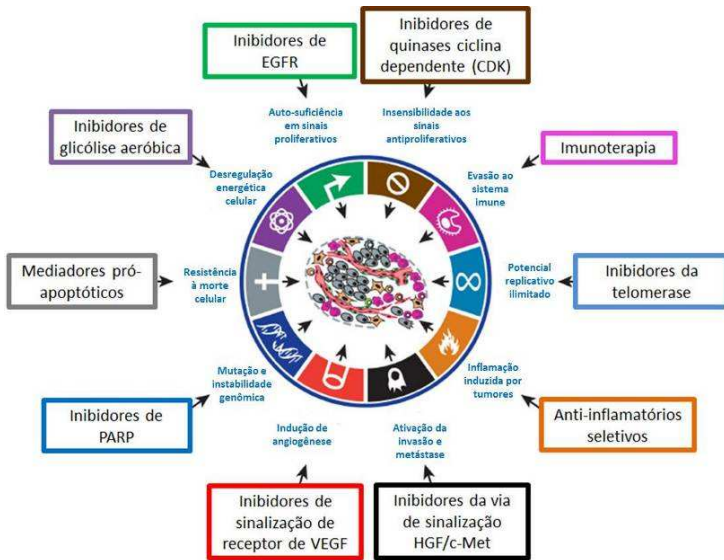 Inibidores de
EGFR
Inibidores de
quinases ciclina
dependente (CDK)
Auto-suficiência
em sinais
proliferativos
Insensibilidade aos
sinais
antiproliferativos
Inibidores de
glicólise aeróbica
Imunoterapia
Desregulação
energética
celular
Evasão ao
sistema
imune
Mediadores pró-
apoptóticos
Resistência
à morte
celular
Potencial
replicativo
ilimitado
Inibidores da
telomerase
Mutação e
instabilidade
genômica
Inflamação
induzida por
tumores
Inibidores de
PARP
Anti-inflamatórios
seletivos
Indução de
angiogênese
Ativação da
invasão e
metástase
Inibidores de
sinalização de
receptor de VEGF
Inibidores da via
de sinalização
HGF/c-Met